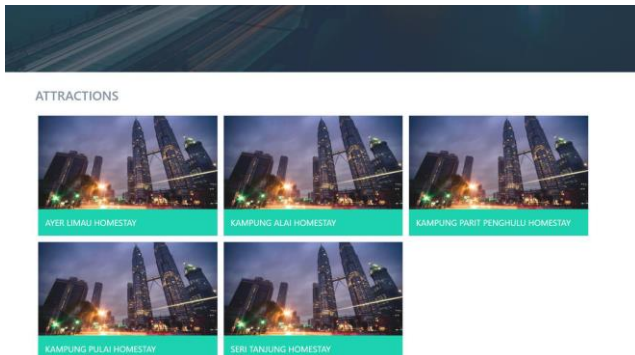 ATTRACTIONS
AYER LIMAU HOMESTAY
KAMPUNG ALAI HOMESTAY
KAMPUNG PARIT PENGHULU HOMESTAY
KAMPUNG PULAI HOMESTAY
SERI TANJUNG HOMESTAY